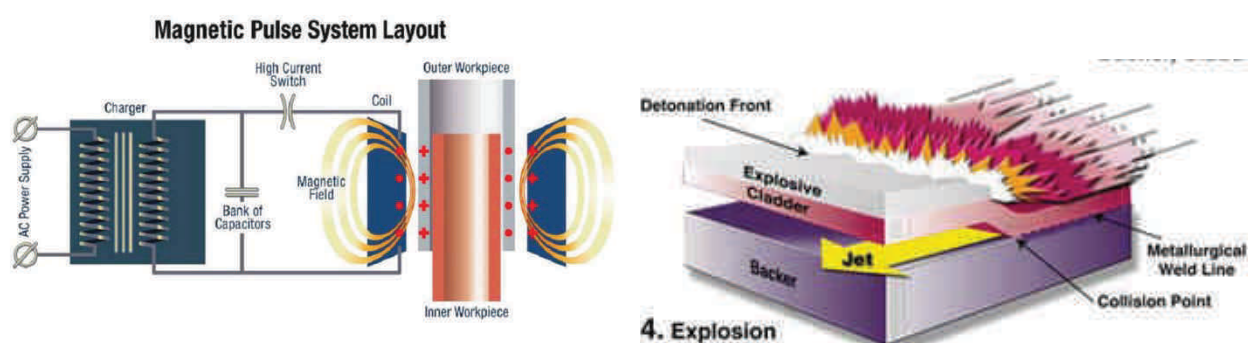 Magnetic Pulse System Layout
High Current
Switch
Outer Workpiece
Charger
Coil
AC Power Supply
Magnetic
Field
Bank of
Capacitors
Inner Workpiece
Detonation Front
Explosive
Cladder
Jet
Backer
Metallurgical
Weld Line
Collision Point
4. Explosion